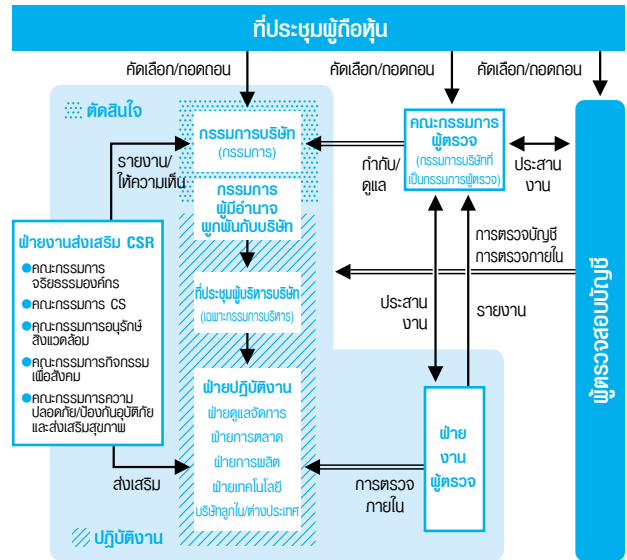 ที่ประชุมผู้ถือหุ้น
คัดเลือก/ถอดถอน
คัดเลือก/ถอดถอน
คัดเลือก/ถอดถอน
ตัดสินใจ
กรรมการบริษัท
(กรรมการ)
คณะกรรมการ
ผู้ตรวจ
(กรรมการบริษัทที่
เป็นกรรมการผู้ตรวจ)
รายงาน/
ให้ความเห็น
กำกับ/
ดูแล
ประสาน
งาน
กรรมการ
ผู้มีอำนาจ
ผูกพันกับบริษัท
ฝ่ายงานส่งเสริม CSR
●คณะกรรมการ
จริยธรรมองค์กร
●คณะกรรมการ CS
●คณะกรรมการอนุรักษ์
สิ่งแวดล้อม
●คณะกรรมการกิจกรรม
เพื่อสังคม
●คณะกรรมการความ
ปลอดภัย/ป้องกันอุบัติภัย
และส่งเสริมสุขภาพ
การตรวจบัญชี
การตรวจภายใน
ที่ประชุมผู้บริหารบริษัท
(เฉพาะกรรมการบริหาร)
ประสาน
งาน
รายงาน
ผู้ตรวจสอบบัญชี
ฝ่ายปฏิบัติงาน
ฝ่ายดูแลจัดการ
ฝ่ายการตลาด
ฝ่ายการผลิต
ฝ่ายเทคโนโลยี
บริษัทลูกใน/ต่างประเทศ
ฝ่าย
งาน
ผู้ตรวจ
ส่งเสริม
การตรวจ
ภายใน
ปฏิบัติงาน